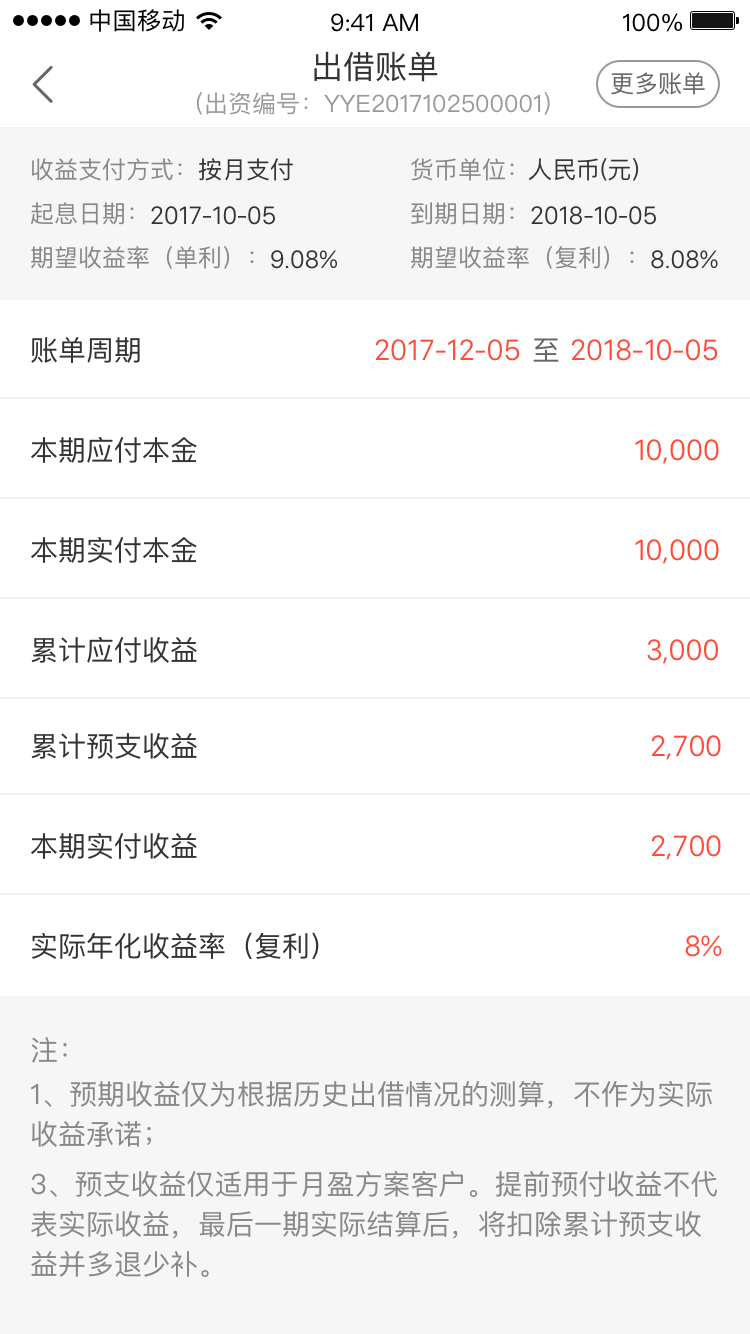 中国移动 9:41 AM 100%
出借账单
(出资编号：YYE2017102500001)
更多账单
收益支付方式：按月支付 货币单位：人民币(元)
起息日期：2017-10-05 到期日期：2018-10-05
期望收益率（单利）：9.08% 期望收益率（复利）：8.08%
账单周期 2017-12-05 至 2018-10-05
本期应付本金 10,000
本期实付本金 10,000
累计应付收益 3,000
累计预支收益 2,700
本期实付收益 2,700
实际年化收益率（复利） 8%
注：
1、预期收益仅为根据历史出借情况的测算，不作为实际
收益承诺；
3、预支收益仅适用于月盈方案客户。提前预付收益不代
表实际收益，最后一期实际结算后，将扣除累计预支收
益并多退少补。